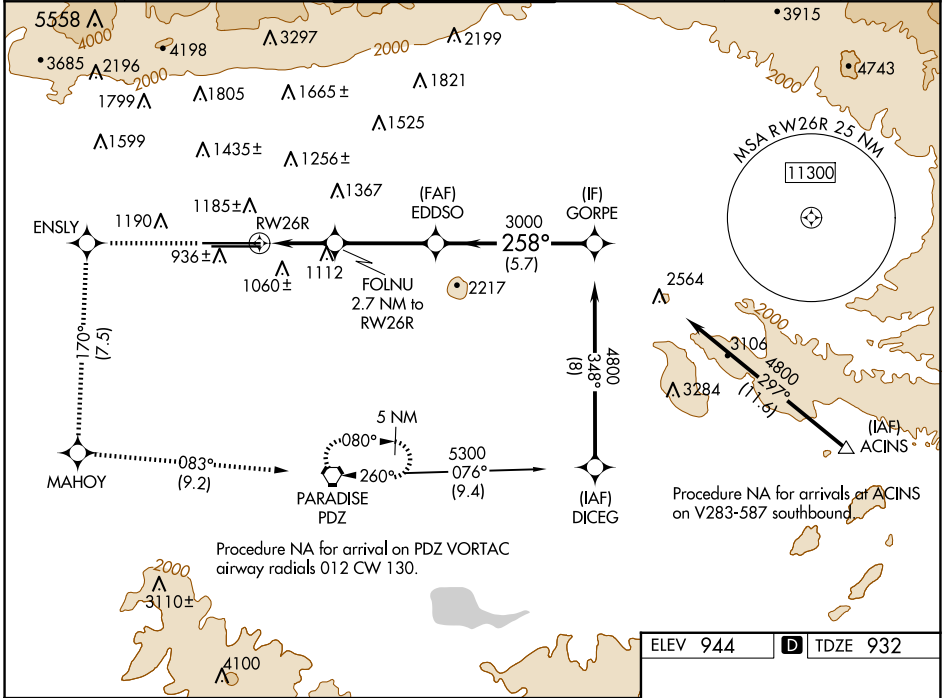 5558
4000
4198
3297
2199
3915
3685
2196
2000
2000
4743
2000
1799
1805
1665±
1821
1525
1599
1435±
1256±
MSA RW26R 25 NM
11300
1367
(FAF)
EDDSO
(IF)
GORPE
ENSLY
1190
1185±
RW26R
3000
258°
(5.7)
936±
1060±
1112
FOLNU
2.7 NM to
RW26R
2217
2564
2000
3106
4800
297°
(11.6)
3284
170°
(7.5)
4800
348°
(8)
(IAF)
ACINS
5 NM
080°
260°
5300
076°
(9.4)
083°
(9.2)
MAHOY
PARADISE
PDZ
(IAF)
DICEG
Procedure NA for arrivals at ACINS
on V283-587 southbound.
Procedure NA for arrival on PDZ VORTAC
airway radials 012 CW 130.
2000
3110±
4100
ELEV 944 D TDZE 932